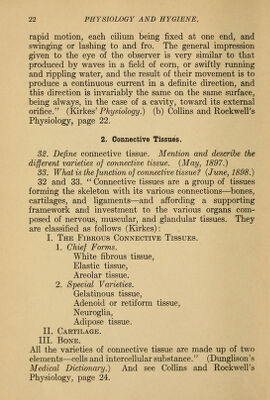 22 PHYSIOLOGY AND HYGIENE.
rapid motion, each cilium being fixed at one end, and
swinging or lashing to and fro. The general impression
given to the eye of the observer is very similar to that
produced by waves in a field of corn, or swiftly running
and rippling water, and the result of their movement is to
produce a continuous current in a definite direction, and
this direction is invariably the same on the same surface,
being always, in the case of a cavity, toward its external
orifice." (Kirkes' Physiology.) (b) Collins and Rockwell's
Physiology, page 22.
2. Connective Tissues.
32. Define connective tissue. Mention and describe the
different varieties of connective tissue. (May, 1897.)
33. What is the function of connective tissue? (June, 1898.)
32 and 33. "Connective tissues are a group of tissues
forming the skeleton with its various connections—bones,
cartilages, and ligaments—and affording a supporting
framework and investment to the various organs com-
posed of nervous, muscular, and glandular tissues. They
are classified as follows (Kirkes):
I. THE FIBROUS CONNECTIVE TISSUES.
1. Chief Forms.
White fibrous tissue,
Elastic tissue,
Areolar tissue.
2. Special Varieties.
Gelatinous tissue,
Adenoid or retiform tissue,
Neuroglia,
Adipose tissue.
II. CARTILAGE.
III. BONE.
All the varieties of connective tissue are made up of two
elements—cells and intercellular substance." (Dunglison's
Medical Dictionary.) And see Collins and Rockwell's
Physiology, page 24.